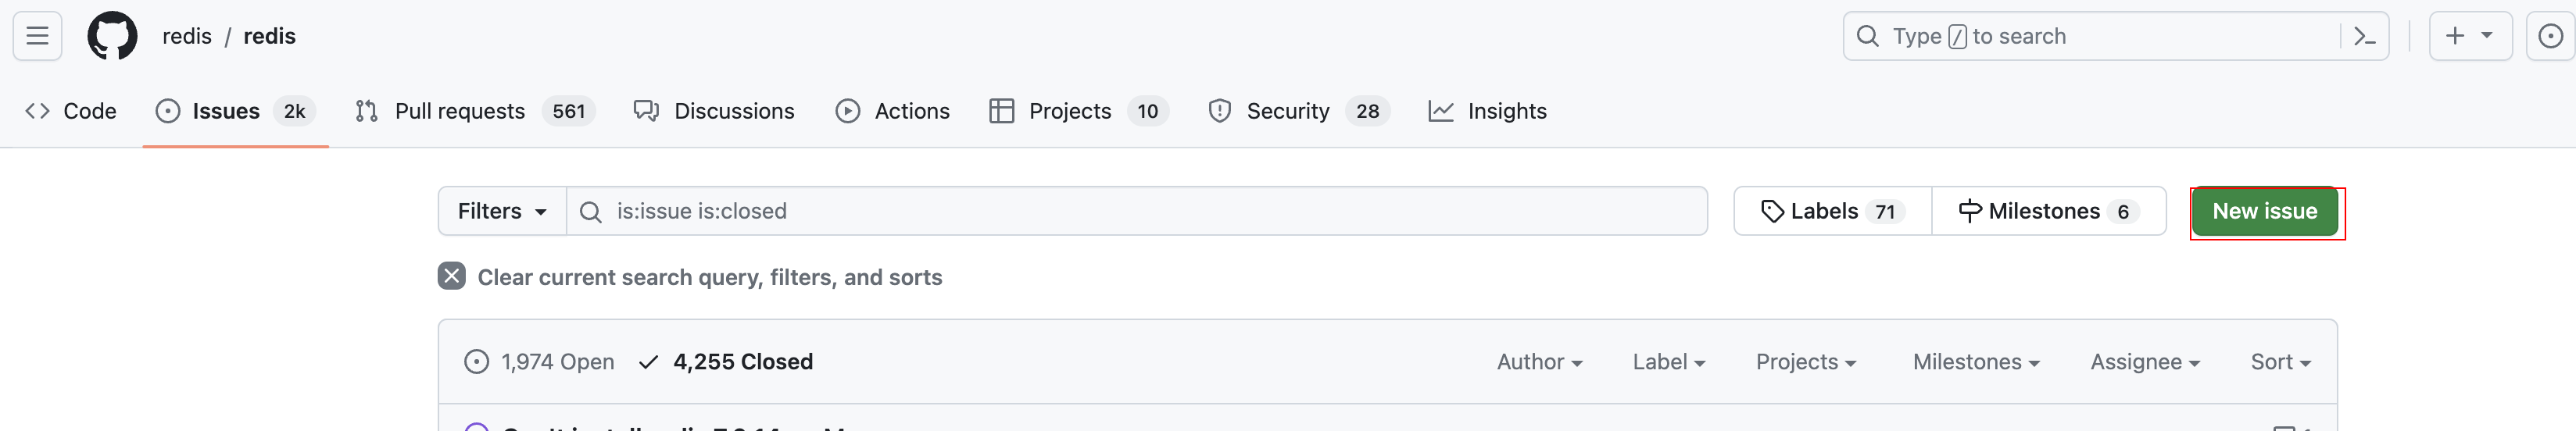 redis / redis
Type / to search
Code Issues 2k Pull requests 561 Discussions Actions Projects 10 Security 28 Insights
Filters is:issue is:closed Labels 71 Milestones 6 New issue
Clear current search query, filters, and sorts
1,974 Open 4,255 Closed Author Label Projects Milestones Assignee Sort